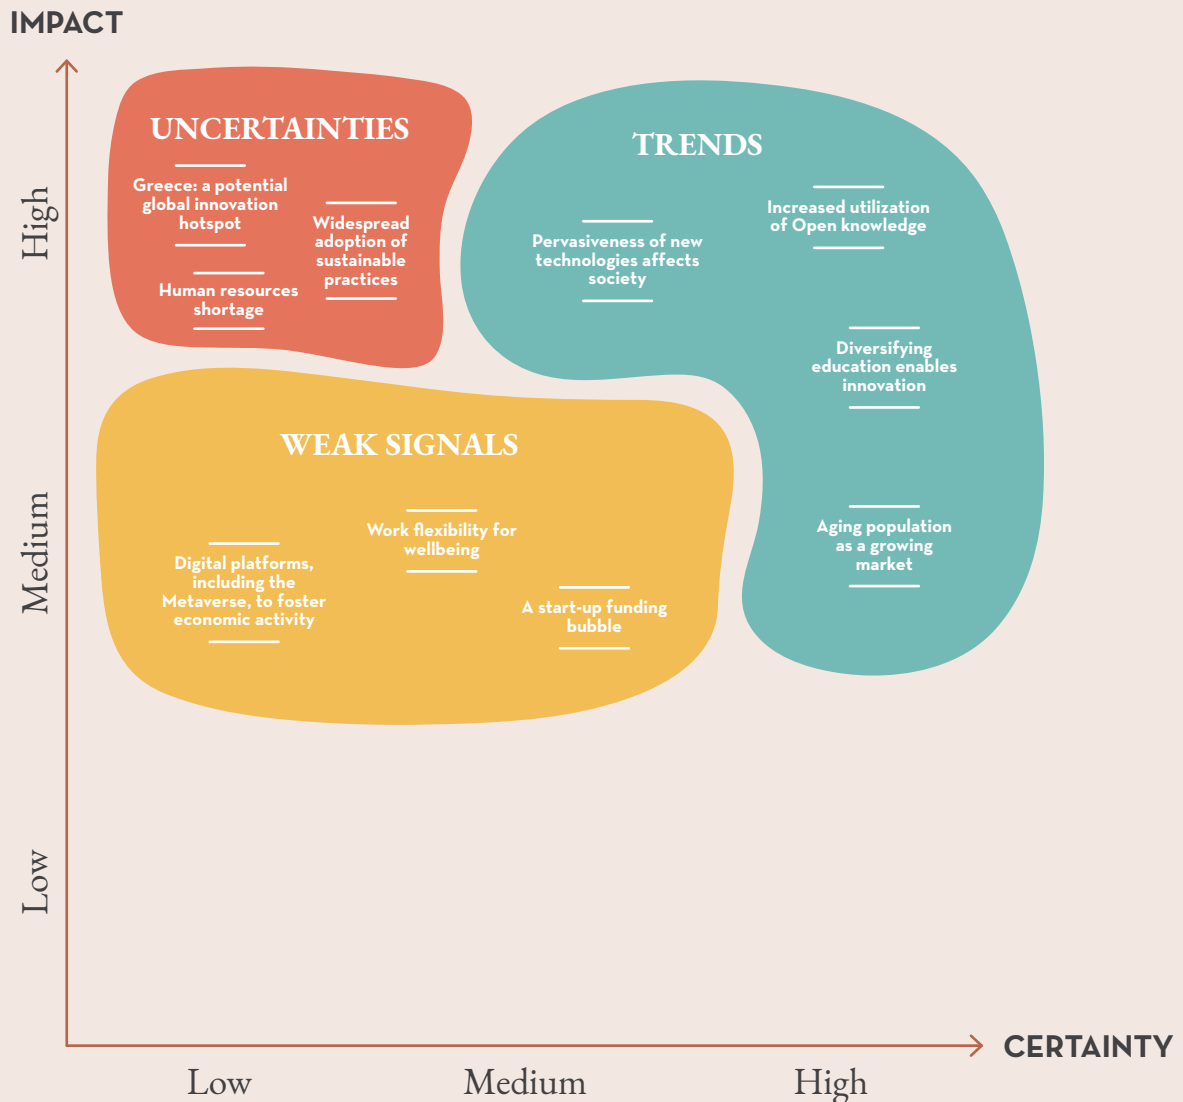 IMPACT
High
Medium
Low
UNCERTAINTIES
Greece: a potential
global innovation
hotspot
Human resources
shortage
Widespread
adoption of
sustainable
practices
TRENDS
Pervasiveness of new
technologies affects
society
Increased utilization
of Open knowledge
Diversifying
education enables
innovation
Aging population
as a growing
market
WEAK SIGNALS
Digital platforms,
including the
Metaverse, to foster
economic activity
Work flexibility for
wellbeing
A start-up funding
bubble
Low
Medium
High
CERTAINTY